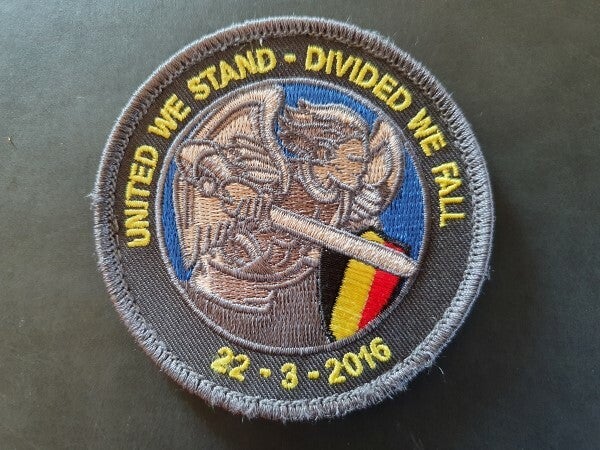 UNITED WE STAND - DIVIDED WE FALL
22 - 3 - 2016